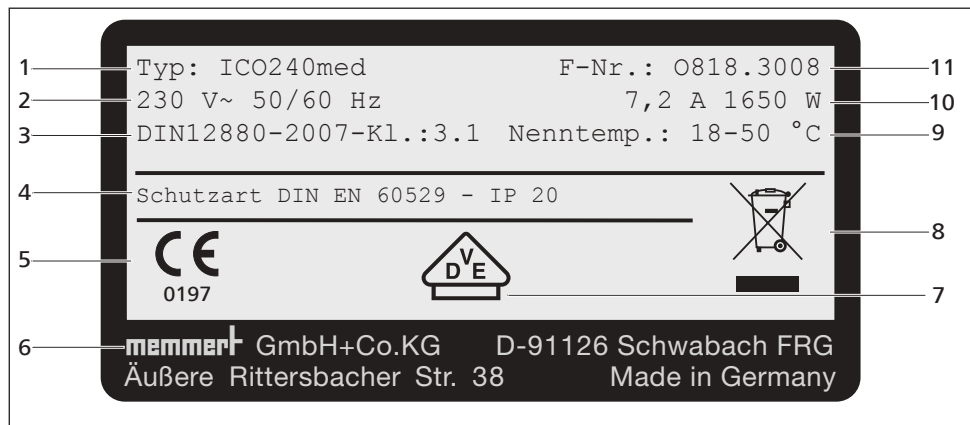 1 Typ: ICO240med F-Nr.: O818.3008 11
2 230 V~ 50/60 Hz 7,2 A 1650 W 10
3 DIN12880-2007-Kl.:3.1 Nenntemp.: 18-50 °C 9
4 Schutzart DIN EN 60529 - IP 20
5 CE 8
0197 DVE 7
6 memmert GmbH+Co.KG D-91126 Schwabach FRG
Äußere Rittersbacher Str. 38 Made in Germany